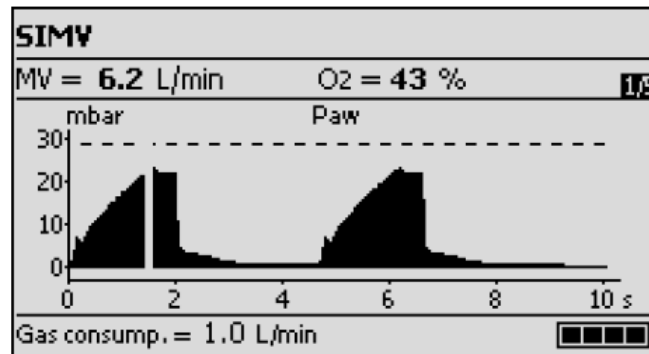 SIMV
MV = 6.2 L/min O2 = 43 %
mbar Paw
30
20
10
0
0 2 4 6 8 10 s
Gas consump. = 1.0 L/min